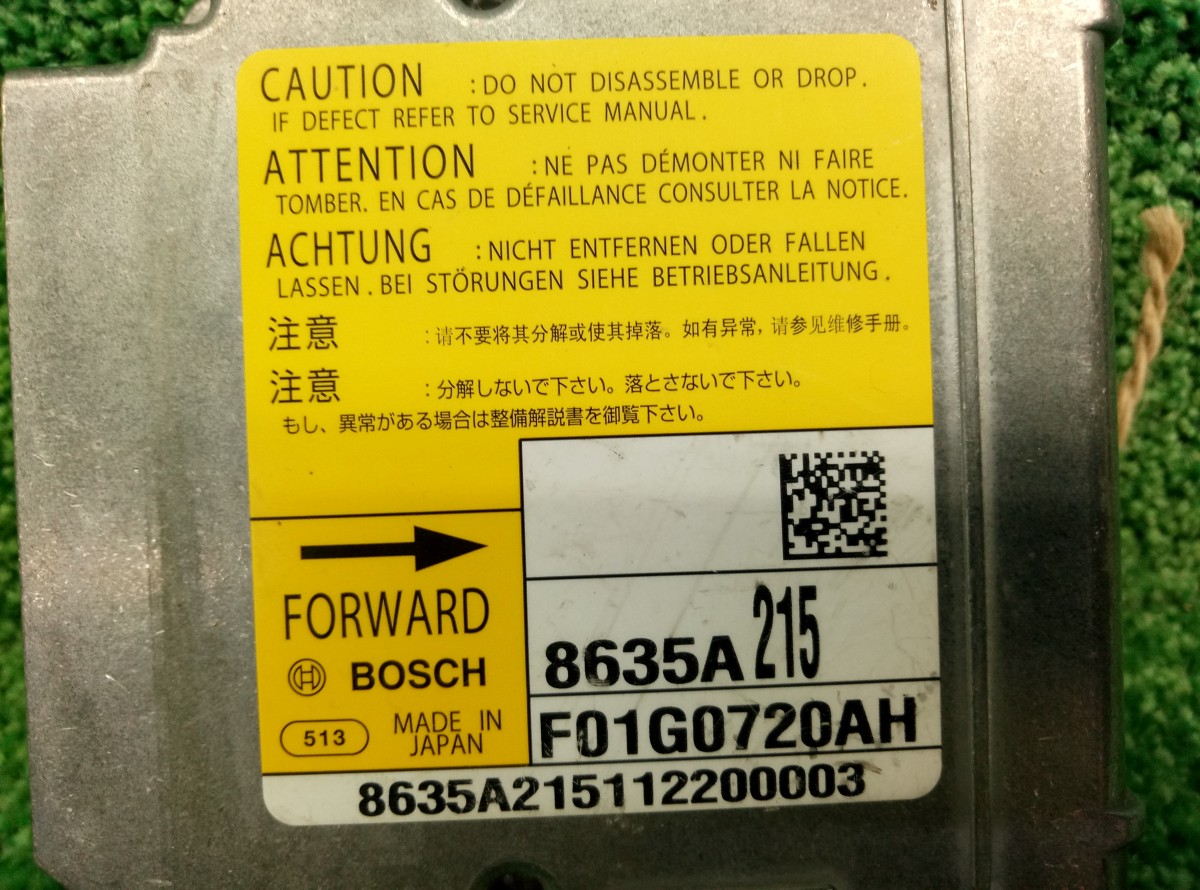 CAUTION :DO NOT DISASSEMBLE OR DROP.
IF DEFECT REFER TO SERVICE MANUAL.
ATTENTION :NE PAS DÉMONTER NI FAIRE
TOMBER. EN CAS DE DÉFAILLANCE CONSULTER LA NOTICE.
ACHTUNG :NICHT ENTFERNEN ODER FALLEN
LASSEN. BEI STÖRUNGEN SIEHE BETRIEBSANLEITUNG.
注意 :请不要将其分解或使其掉落。如有异常，请参见维修手册。
注意 :分解しないで下さい。落とさないで下さい。
もし、異常がある場合は整備解説書を御覧下さい。
FORWARD
BOSCH
513
MADE IN
JAPAN
8635A215
F01G0720AH
8635A215112200003